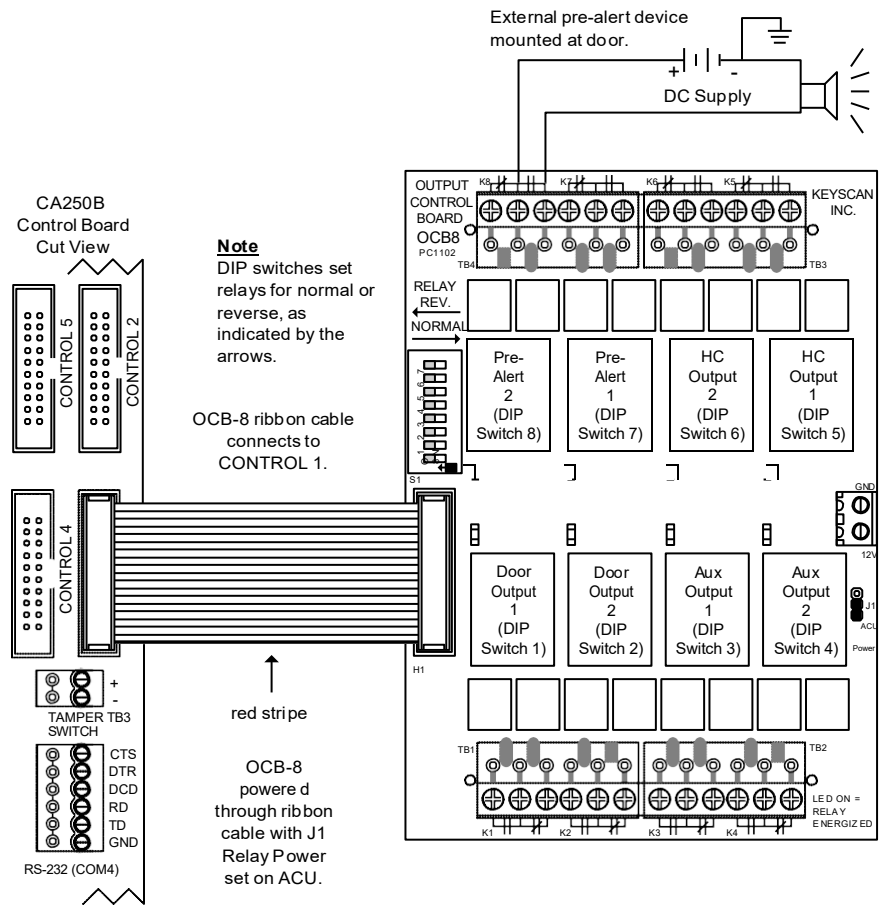 External pre-alert device
mounted at door.
+
-
DC Supply
CA250B
Control Board
Cut View
CONTROL 5
CONTROL 2
CONTROL 4
Note
DIP switches set
relays for normal or
reverse, as
indicated by the
arrows.
OCB-8 ribbon cable
connects to
CONTROL 1.
red stripe
OCB-8
powered
through ribbon
cable with J1
Relay Power
set on ACU.
+
-
TAMPER TB3
SWITCH
CTS
DTR
DCD
RD
TD
GND
RS-232 (COM4)
OUTPUT
CONTROL
BOARD
OCB8
PC1102
K8
K7
K6
K5
KEYSCAN
INC.
TB4
TB3
RELAY
REV.
NORMAL
1 2 3 4 5 6 7
S1
Pre-
Alert
2
(DIP
Switch 8)
Pre-
Alert
1
(DIP
Switch 7)
HC
Output
2
(DIP
Switch 6)
HC
Output
1
(DIP
Switch 5)
GND
12V
J1
ACU
Power
H1
Door
Output
1
(DIP
Switch 1)
Door
Output
2
(DIP
Switch 2)
Aux
Output
1
(DIP
Switch 3)
Aux
Output
2
(DIP
Switch 4)
TB1
TB2
K1
K2
K3
K4
LED ON =
RELAY
ENERGIZED